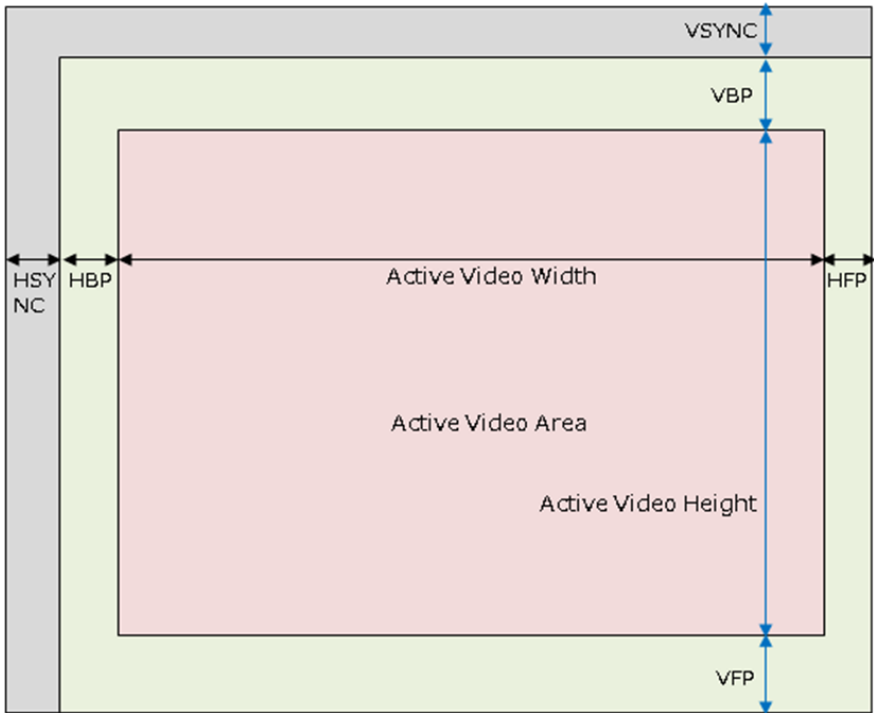 VSYNC
VBP
HSY
NC
HBP
Active Video Width
HFP
Active Video Area
Active Video Height
VFP